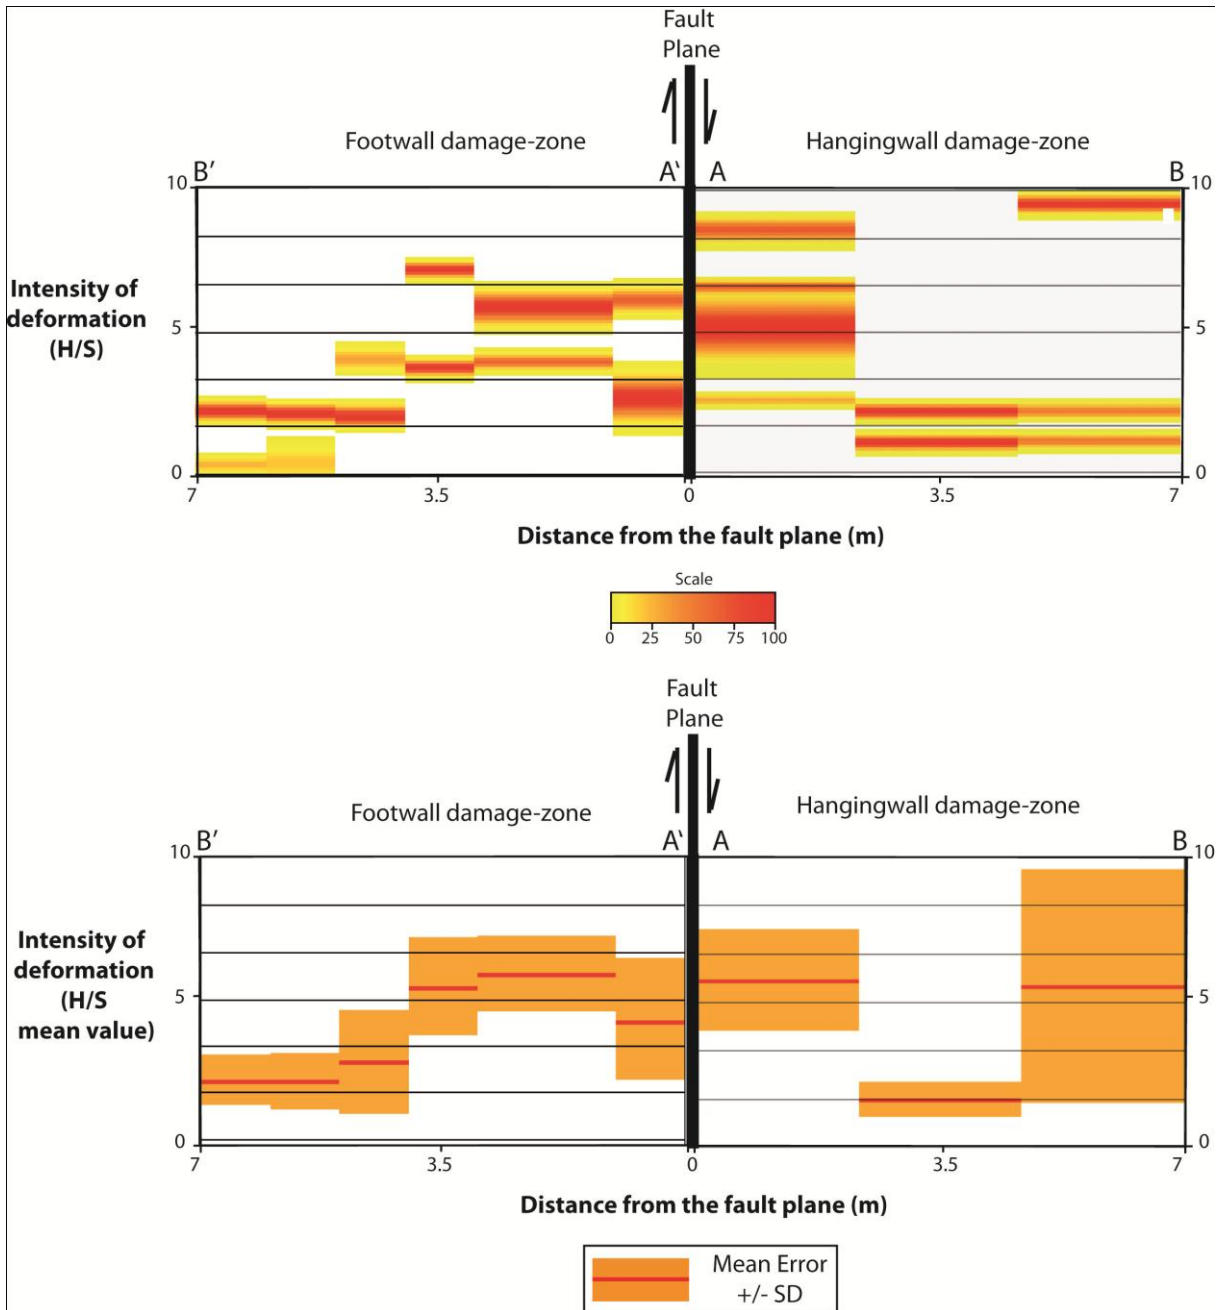 Fault
Plane
Footwall damage-zone
Hangingwall damage-zone
B’
A‘
A
B
10
10
Intensity of
deformation
(H/S)
5
5
0
0
7
3.5
0
3.5
7
Distance from the fault plane (m)
Scale
0 25 50 75 100
Fault
Plane
Footwall damage-zone
Hangingwall damage-zone
B’
A‘
A
B
10
10
Intensity of
deformation
(H/S
mean value)
5
5
0
0
7
3.5
0
3.5
7
Distance from the fault plane (m)
Mean Error
+/- SD